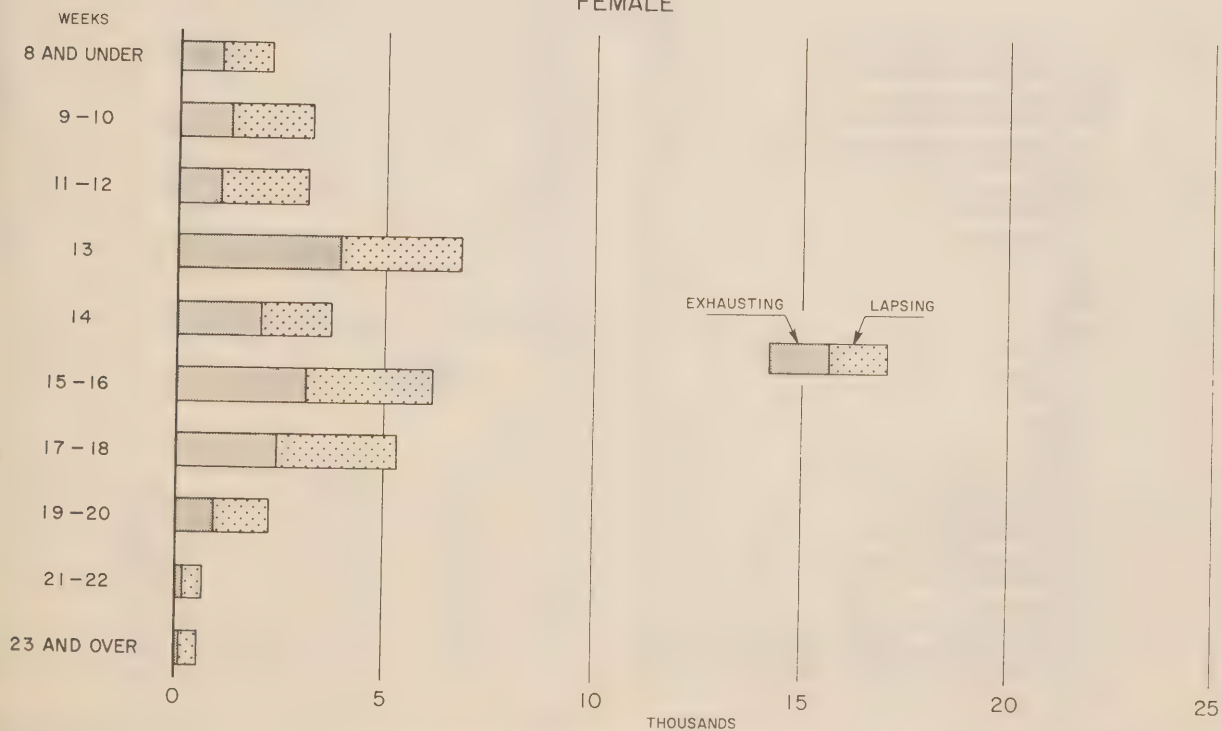 FEMALE
WEEKS
8 AND UNDER
9-10
11-12
13
14
EXHAUSTING
LAPSING
15-16
17-18
19-20
21-22
23 AND OVER
0
5
10
15
20
25
THOUSANDS